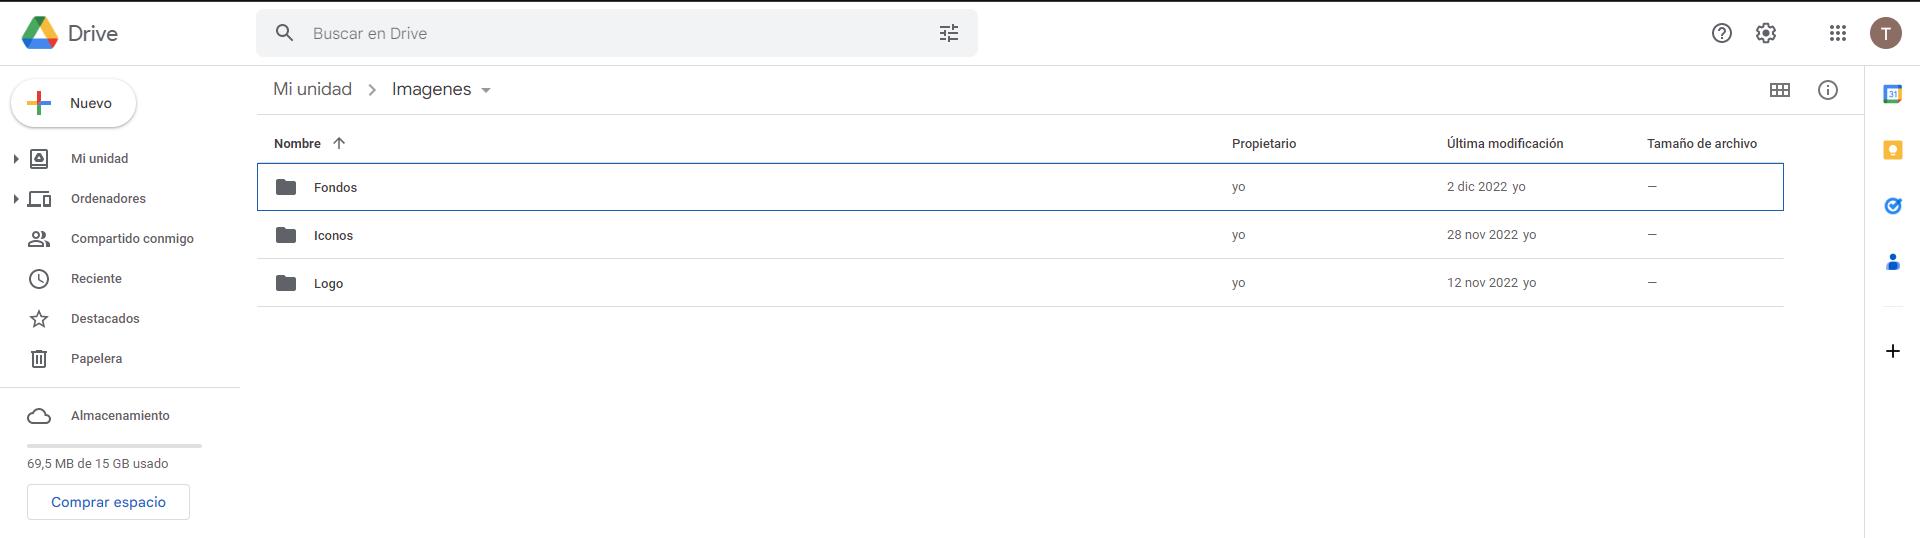 Drive
Buscar en Drive
T
Nuevo
Mi unidad
Ordenadores
Compartido conmigo
Reciente
Destacados
Papelera
Almacenamiento
69,5 MB de 15 GB usado
Comprar espacio
Mi unidad Imagenes
Nombre Propietario Última modificación Tamaño de archivo
Fondos yo 2 dic 2022 yo —
Iconos yo 28 nov 2022 yo —
Logo yo 12 nov 2022 yo —
31